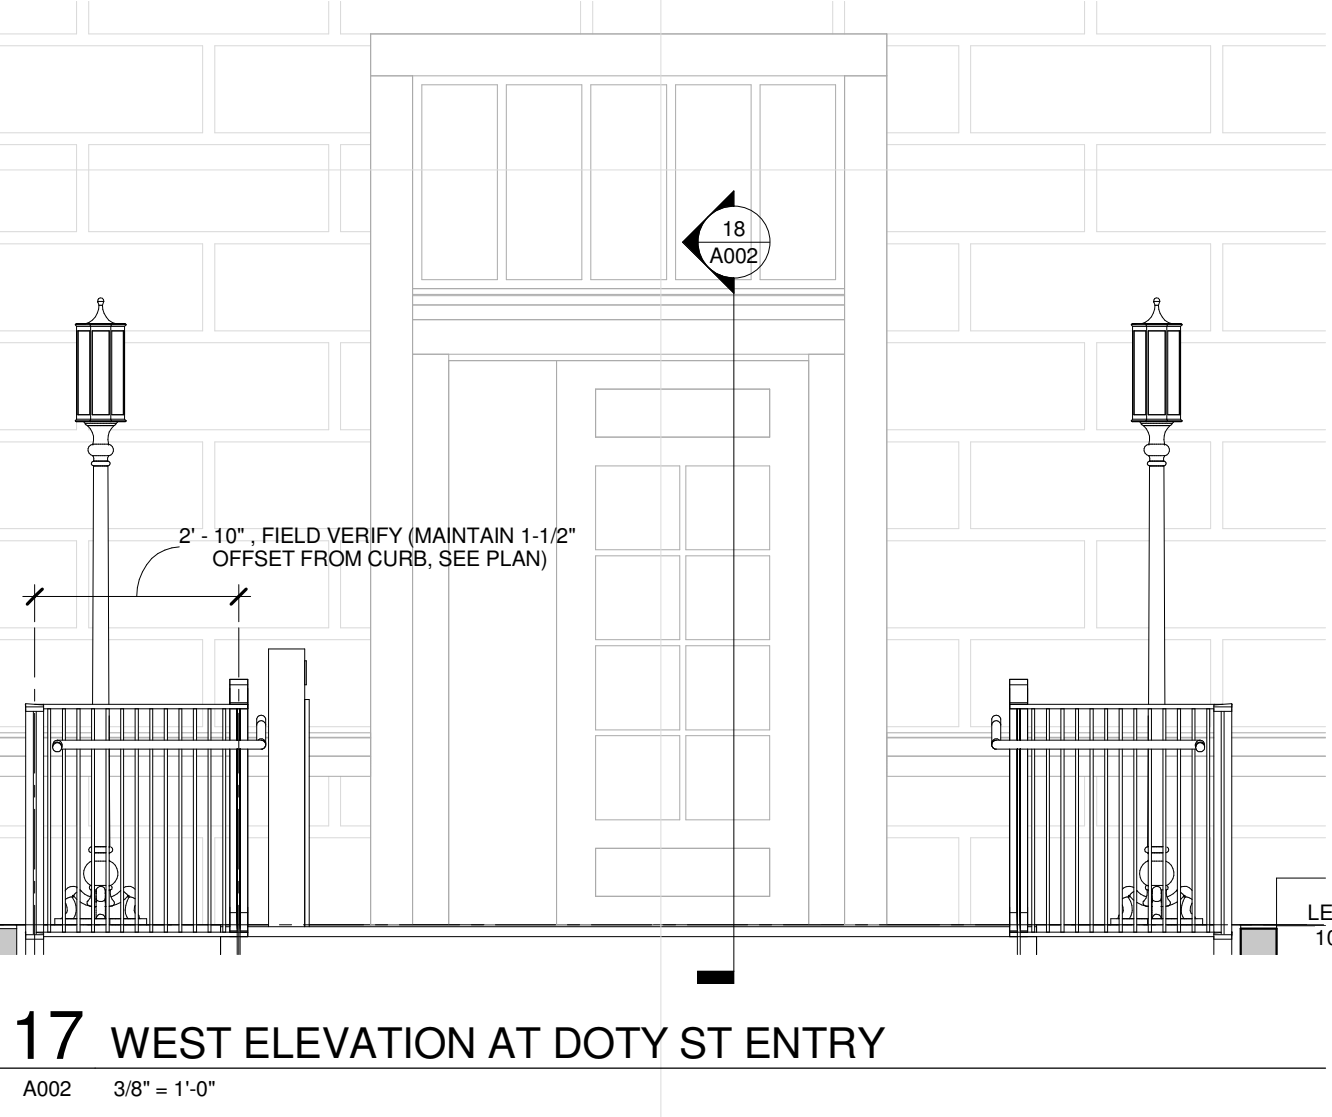 18
A002
2' - 10" , FIELD VERIFY (MAINTAIN 1-1/2"
OFFSET FROM CURB, SEE PLAN)
17 WEST ELEVATION AT DOTY ST ENTRY
A002 3/8" = 1'-0"